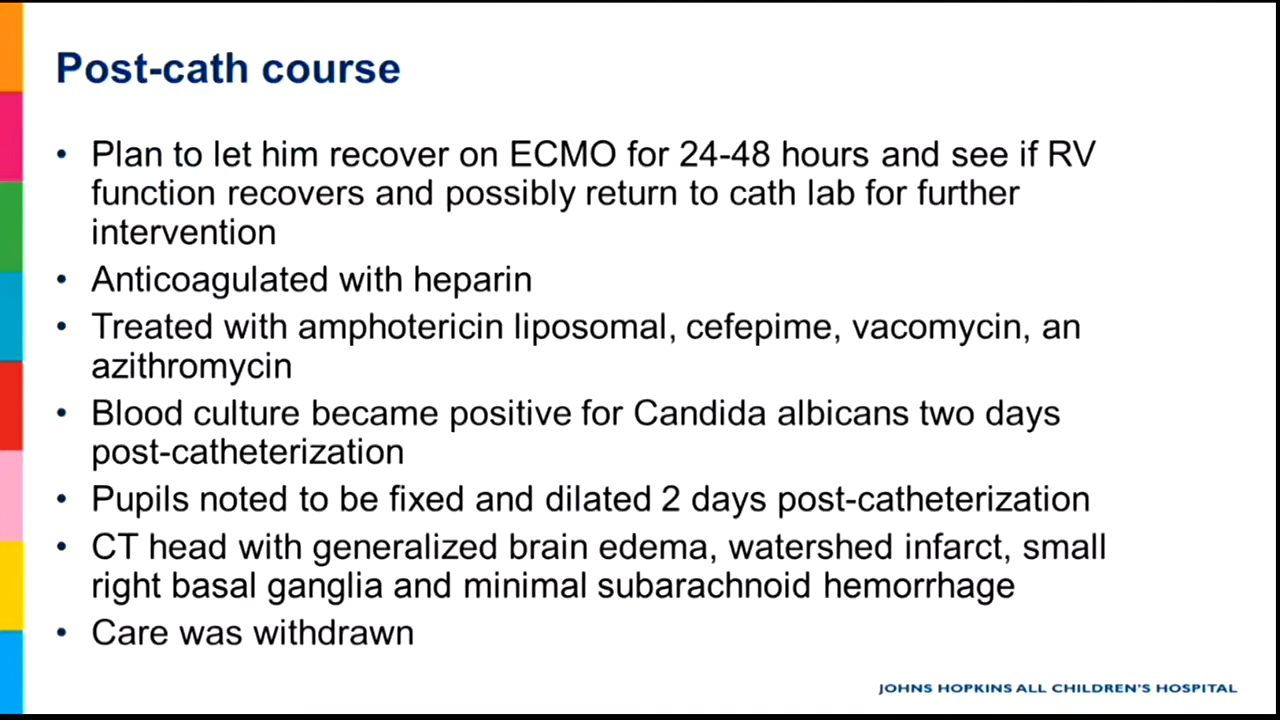 Post-cath course
• Plan to let him recover on ECMO for 24-48 hours and see if RV
function recovers and possibly return to cath lab for further
intervention
• Anticoagulated with heparin
• Treated with amphotericin liposomal, cefepime, vacomycin, an
azithromycin
• Blood culture became positive for Candida albicans two days
post-catheterization
• Pupils noted to be fixed and dilated 2 days post-catheterization
• CT head with generalized brain edema, watershed infarct, small
right basal ganglia and minimal subarachnoid hemorrhage
• Care was withdrawn
JOHNS HOPKINS ALL CHILDREN'S HOSPITAL